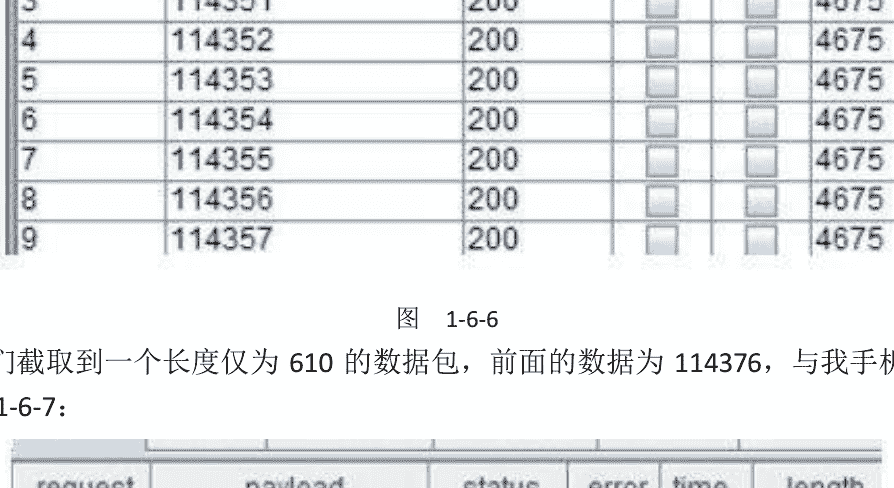 3 114351 200 4675
4 114352 200 4675
5 114353 200 4675
6 114354 200 4675
7 114355 200 4675
8 114356 200 4675
9 114357 200 4675
图 1-6-6
们截取到一个长度仅为 610 的数据包，前面的数据为 114376，与我手机
1-6-7：
request payload status error time length